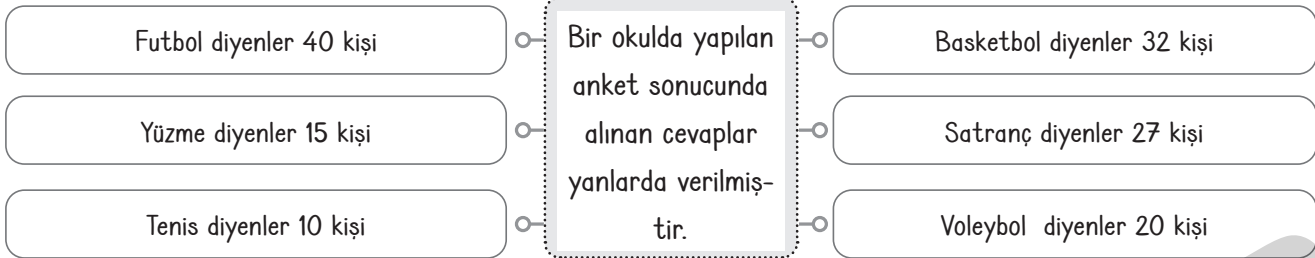 Futbol diyenler 40 kişi
Yüzme diyenler 15 kişi
Tenis diyenler 10 kişi
Bir okulda yapılan
anket sonucunda
alınan cevaplar
yanlarda verilmiş-
tir.
Basketbol diyenler 32 kişi
Satranç diyenler 27 kişi
Voleybol diyenler 20 kişi